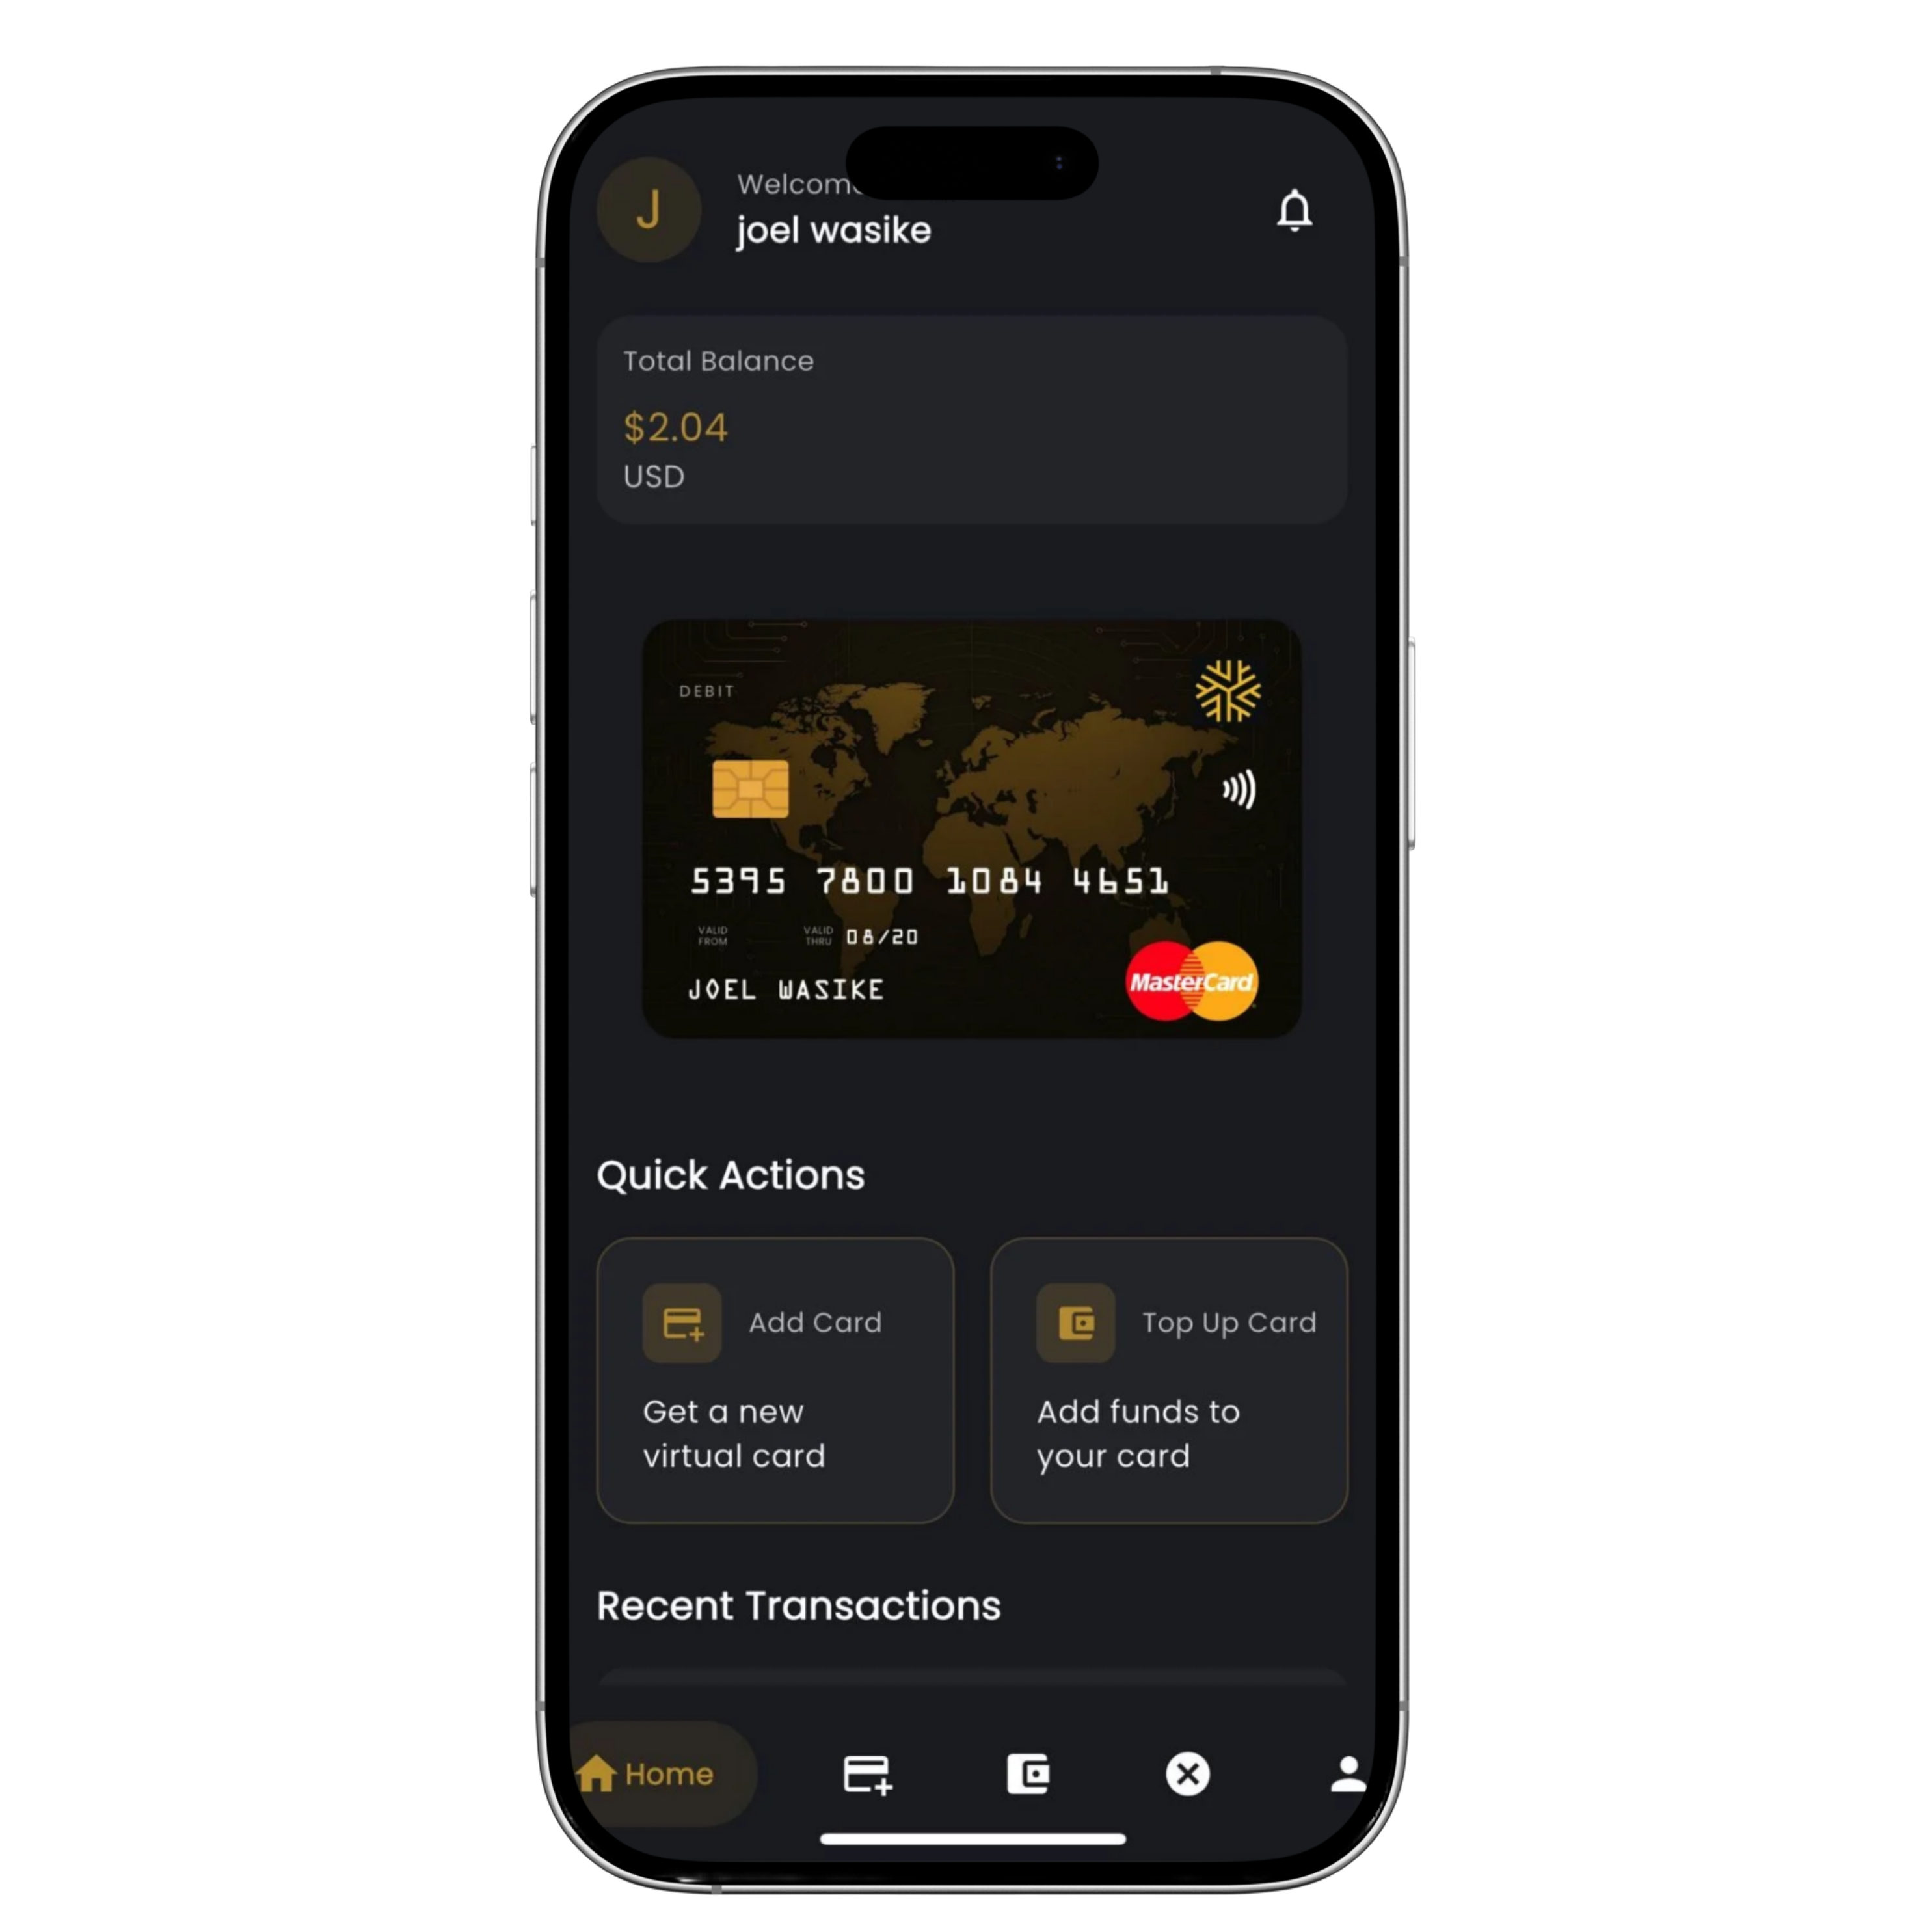 J
Welcome
joel wasike
Total Balance
$2.04
USD
DEBIT
5395 7800 1084 4651
VALID FROM
VALID THRU 08/20
JOEL WASIKE
MasterCard
Quick Actions
Add Card
Get a new
virtual card
Top Up Card
Add funds to
your card
Recent Transactions
Home